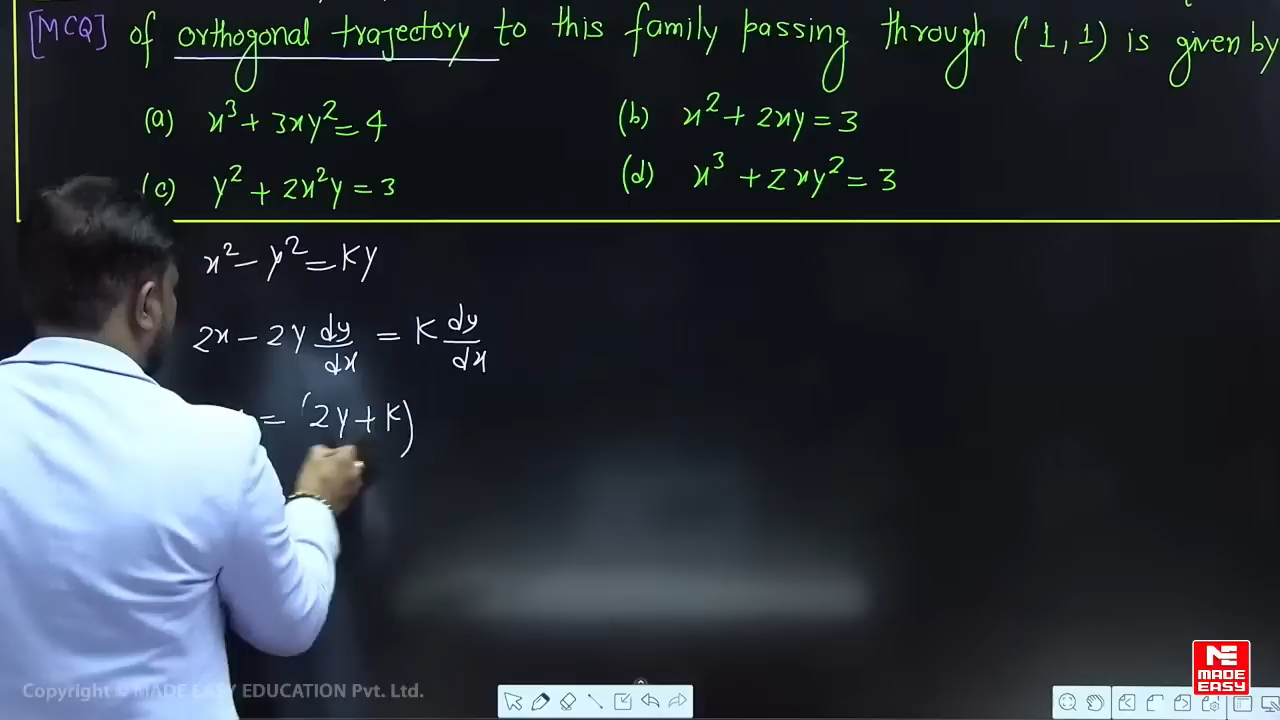 [MCQ] of orthogonal trajectory to this family passing through (1,1) is given by
(a) x³ + 3xy² = 4
(b) x² + 2xy = 3
(c) y² + 2x²y = 3
(d) x³ + 2xy² = 3
x² - y² = Ky
2x - 2y dy/dx = K dy/dx
= (2y + K)
Copyright © MADE EASY EDUCATION Pvt. Ltd.
ME
MADE
EASY